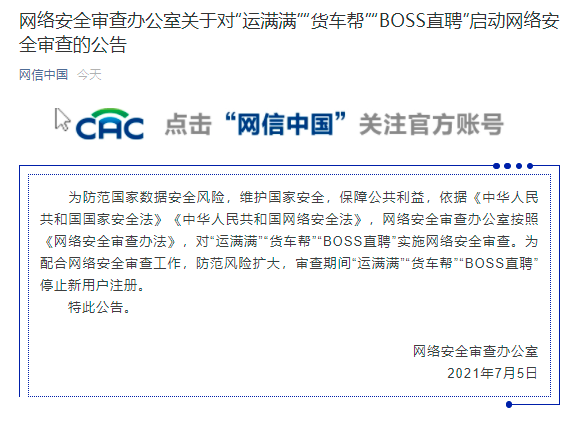 网络安全审查办公室关于对“运满满”“货车帮”“BOSS直聘”启动网络安
全审查的公告
网信中国 今天
CAC 点击“网信中国”关注官方账号
为防范国家数据安全风险，维护国家安全，保障公共利益，依据《中华人民
共和国国家安全法》《中华人民共和国网络安全法》，网络安全审查办公室按照
《网络安全审查办法》，对“运满满”“货车帮”“BOSS直聘”实施网络安全审查。为
配合网络安全审查工作，防范风险扩大，审查期间“运满满”“货车帮”“BOSS直聘”
停止新用户注册。
特此公告。
网络安全审查办公室
2021年7月5日